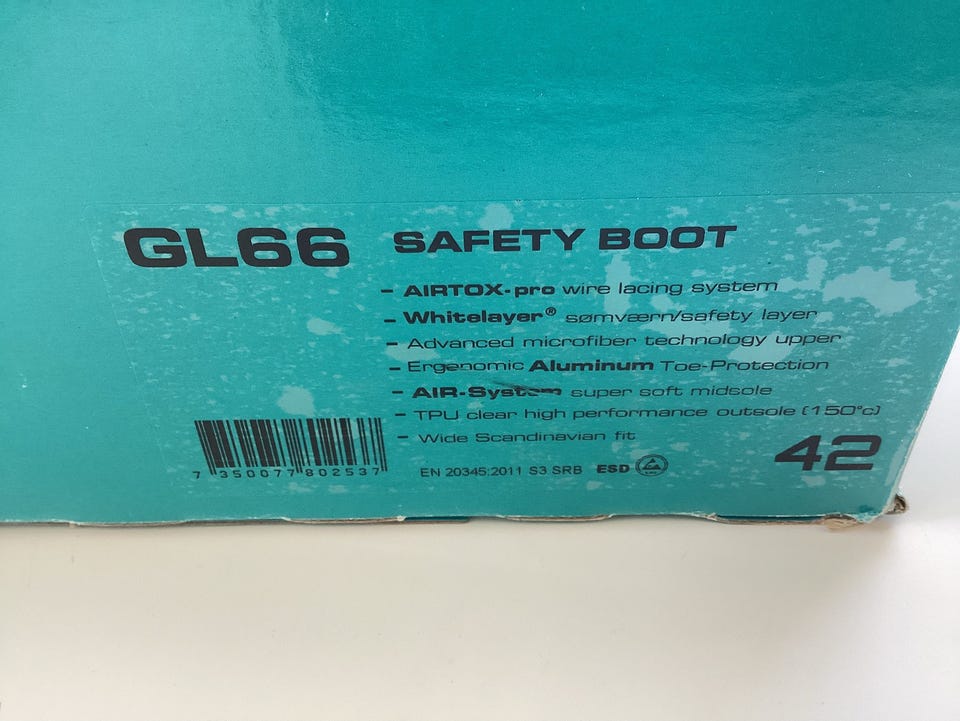 GL66 SAFETY BOOT
- AIRTOX-pro wire lacing system
- Whitelayer® sømværn/safety layer
- Advanced microfiber technology upper
- Ergonomic Aluminum Toe-Protection
- AIR-System super soft midsole
- TPU clear high performance outsole (150°c)
- Wide Scandinavian fit
7 350077 802537
EN 20345:2011 S3 SRB ESD
42